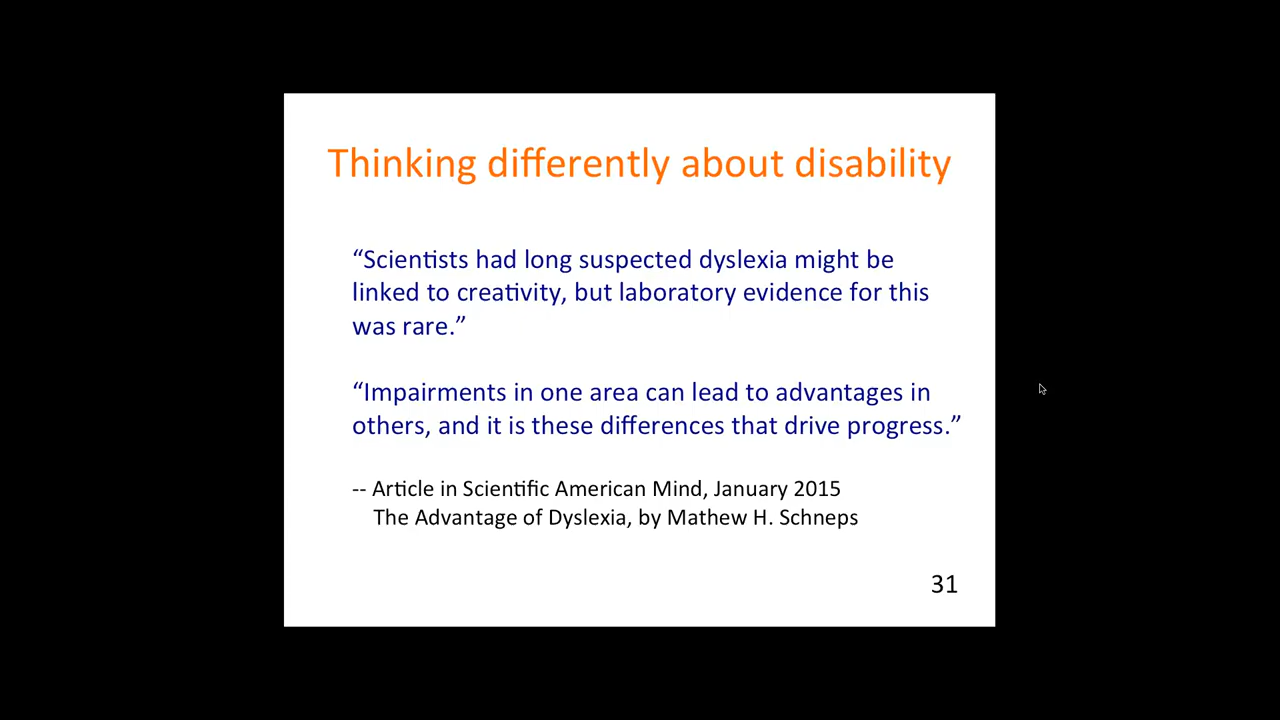 Thinking differently about disability
“Scientists had long suspected dyslexia might be
linked to creativity, but laboratory evidence for this
was rare.”
“Impairments in one area can lead to advantages in
others, and it is these differences that drive progress.”
-- Article in Scientific American Mind, January 2015
The Advantage of Dyslexia, by Mathew H. Schneps
31